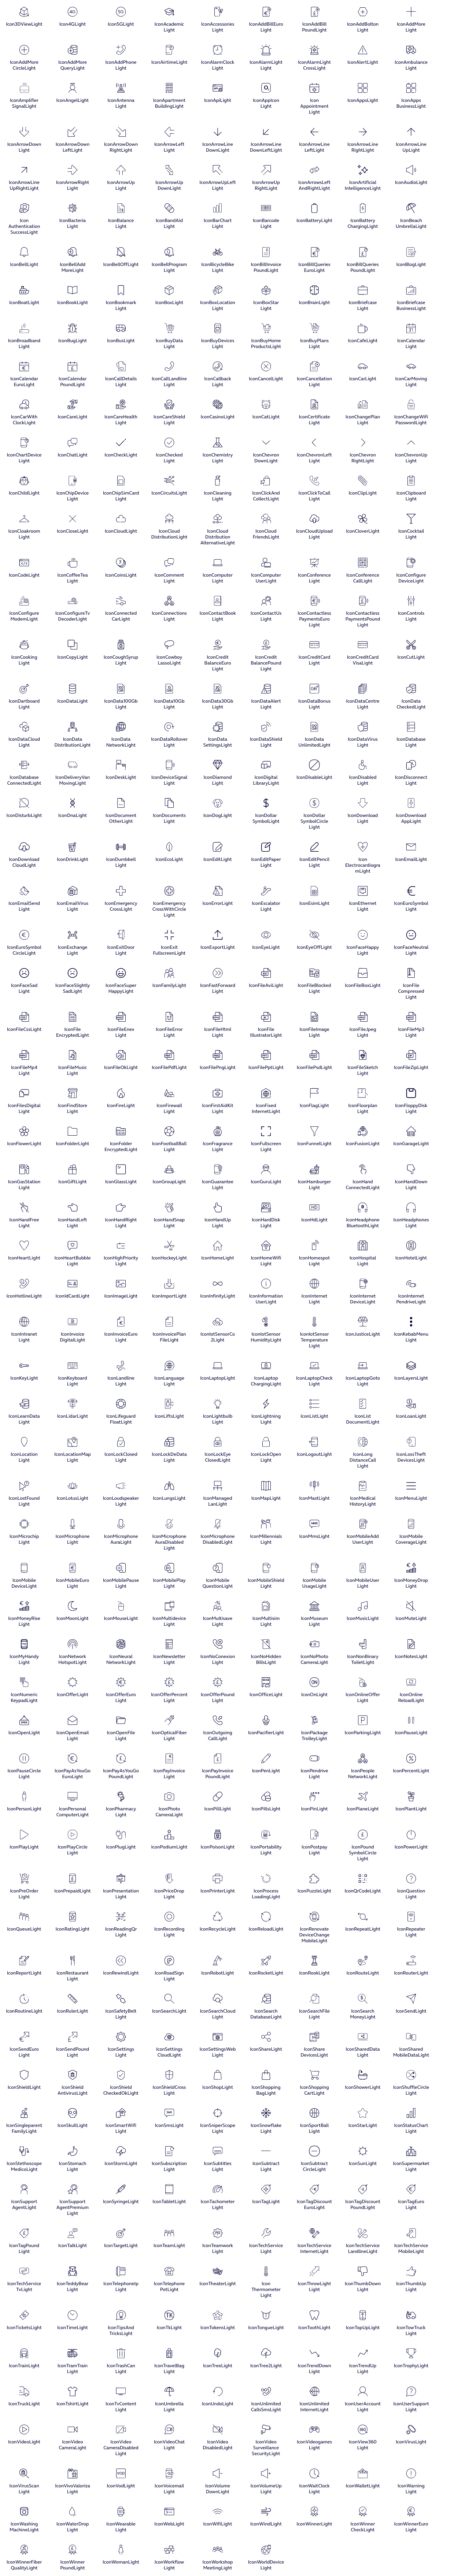 Icon3DViewLight Icon4GLight Icon5GLight IconAcademic Light IconAccessories Light IconAddBillEuro Light IconAddBill PoundLight IconAddBolton Light IconAddMore Light
IconAddMore CircleLight IconAddMore QueryLight IconAddPhone Light IconAirtimeLight IconAlarmClock Light IconAlarmLight Light IconAlarmLight CrossLight IconAlertLight IconAmbulance Light
IconAmplifier SignalLight IconAngelLight IconAntenna Light IconApartment BuildingLight IconApiLight IconAppIcon Light Icon Appointment Light IconAppsLight IconApps BusinessLight
IconArrowDown Light IconArrowDown LeftLight IconArrowDown RightLight IconArrowLeft Light IconArrowLine DownLight IconArrowLine DownLeftLight IconArrowLine LeftLight IconArrowLine RightLight IconArrowLine UpLight
IconArrowLine UpRightLight IconArrowRight Light IconArrowUp Light IconArrowUp DownLight IconArrowUpLeft Light IconArrowUp RightLight IconArrowsLeft AndRightLight IconArtificial IntelligenceLight IconAudioLight
Icon Authentication SuccessLight IconBacteria Light IconBalance Light IconBandAid Light IconBarChart Light IconBarcode Light IconBatteryLight IconBattery ChargingLight IconBeach UmbrellaLight
IconBellLight IconBellAdd MoreLight IconBellOffLight IconBellProgram Light IconBicycleBike Light IconBillInvoice PoundLight IconBillQueries EuroLight IconBillQueries PoundLight IconBlogLight
IconBoatLight IconBookLight IconBookmark Light IconBoxLight IconBoxLocation Light IconBoxStar Light IconBrainLight IconBriefcase Light IconBriefcase BusinessLight
IconBroadband Light IconBugLight IconBusLight IconBuyData Light IconBuyDevices Light IconBuyHome ProductsLight IconBuyPlans Light IconCafeLight IconCalendar Light
IconCalendar EuroLight IconCalendar PoundLight IconCallDetails Light IconCallLandline Light IconCallback Light IconCancelLight IconCancellation Light IconCarLight IconCarMoving Light
IconCarWith ClockLight IconCareLight IconCareHealth Light IconCareShield Light IconCasinoLight IconCatLight IconCertificate Light IconChangePlan Light IconChangeWifi PasswordLight
IconChartDevice Light IconChatLight IconCheckLight IconChecked Light IconChemistry Light IconChevron DownLight IconChevronLeft Light IconChevron RightLight IconChevronUp Light
IconChildLight IconChipDevice Light IconChipSimCard Light IconCircuitsLight IconCleaning Light IconClickAnd CollectLight IconClickToCall Light IconClipLight IconClipboard Light
IconCloakroom Light IconCloseLight IconCloudLight IconCloud DistributionLight IconCloud Distribution AlternativeLight IconCloud FriendsLight IconCloudUpload Light IconCloverLight IconCocktail Light
IconCodeLight IconCoffeeTea Light IconCoinsLight IconComment Light IconComputer Light IconComputer UserLight IconConference Light IconConference CallLight IconConfigure DeviceLight
IconConfigure ModemLight IconConfigureTv DecoderLight IconConnected CarLight IconConnections Light IconContactBook Light IconContactUs Light IconContactless PaymentsEuro Light IconContactless PaymentsPound Light IconControls Light
IconCooking Light IconCopyLight IconCoughSyrup Light IconCowboy LassoLight IconCredit BalanceEuro Light IconCredit BalancePound Light IconCreditCard Light IconCreditCard VisaLight IconCutLight
IconDartboard Light IconDataLight IconData100Gb Light IconData10Gb Light IconData30Gb Light IconDataAlert Light IconDataBonus Light IconDataCentre Light IconData CheckedLight
IconDataCloud Light IconData DistributionLight IconData NetworkLight IconDataRollover Light IconData SettingsLight IconDataShield Light IconData UnlimitedLight IconDataVirus Light IconDatabase Light
IconDatabase ConnectedLight IconDeliveryVan MovingLight IconDeskLight IconDeviceSignal Light IconDiamond Light IconDigital LibraryLight IconDisableLight IconDisabled Light IconDisconnect Light
IconDisturbLight IconDnaLight IconDocument OtherLight IconDocuments Light IconDogLight IconDollar SymbolLight IconDollar SymbolCircle Light IconDownload Light IconDownload AppLight
IconDownload CloudLight IconDrinkLight IconDumbbell Light IconEcoLight IconEditLight IconEditPaper Light IconEditPencil Light Icon Electrocardiogra mLight IconEmailLight
IconEmailSend Light IconEmailVirus Light IconEmergency CrossLight IconEmergency CrossWithCircle Light IconErrorLight IconEscalator Light IconEsimLight IconEthernet Light IconEuroSymbol Light
IconEuroSymbol CircleLight IconExchange Light IconExitDoor Light IconExit FullscreenLight IconExportLight IconEyeLight IconEyeOffLight IconFaceHappy Light IconFaceNeutral Light
IconFaceSad Light IconFaceSlightly SadLight IconFaceSuper HappyLight IconFamilyLight IconFastForward Light IconFileAviLight IconFileBlocked Light IconFileBoxLight IconFile Compressed Light
IconFileCssLight IconFile EncryptedLight IconFileEnex Light IconFileError Light IconFileHtml Light IconFile IllustratorLight IconFileImage Light IconFileJpeg Light IconFileMp3 Light
IconFileMp4 Light IconFileMusic Light IconFileOkLight IconFilePdfLight IconFilePngLight IconFilePptLight IconFilePsdLight IconFileSketch Light IconFileZipLight
IconFilesDigital Light IconFindStore Light IconFireLight IconFirewall Light IconFirstAidKit Light IconFixed InternetLight IconFlagLight IconFloorplan Light IconFloppyDisk Light
IconFlowerLight IconFolderLight IconFolder EncryptedLight IconFootballBall Light IconFragrance Light IconFullscreen Light IconFunnelLight IconFusionLight IconGarageLight
IconGasStation Light IconGiftLight IconGlassLight IconGroupLight IconGuarantee Light IconGuruLight IconHamburger Light IconHand ConnectedLight IconHandDown Light
IconHandFree Light IconHandLeft Light IconHandRight Light IconHandSnap Light IconHandUp Light IconHardDisk Light IconHdLight IconHeadphone BluetoothLight IconHeadphones Light
IconHeartLight IconHeartBubble Light IconHighPriority Light IconHockeyLight IconHomeLight IconHomeWifi Light IconHomespot Light IconHospital Light IconHotelLight
IconHotlineLight IconIdCardLight IconImageLight IconImportLight IconInfinityLight IconInformation UserLight IconInternet Light IconInternet DeviceLight IconInternet PendriveLight
IconIntranet Light IconInvoice DigitalLight IconInvoiceEuro Light IconInvoicePlan FileLight IconIotSensorCo 2Light IconIotSensor HumidityLight IconIotSensor Temperature Light IconJusticeLight IconKebabMenu Light
IconKeyLight IconKeyboard Light IconLandline Light IconLanguage Light IconLaptopLight IconLaptop ChargingLight IconLaptopCheck Light IconLaptopGoto Light IconLayersLight
IconLearnData Light IconLidarLight IconLifeguard FloatLight IconLiftsLight IconLightbulb Light IconLightning Light IconListLight IconList DocumentLight IconLoanLight
IconLocation Light IconLocationMap Light IconLockClosed Light IconLockDeData Light IconLockEye ClosedLight IconLockOpen Light IconLogoutLight IconLong DistanceCall Light IconLossTheft DevicesLight
IconLostFound Light IconLotusLight IconLoudspeaker Light IconLungsLight IconManaged LanLight IconMapLight IconMastLight IconMedical HistoryLight IconMenuLight
IconMicrochip Light IconMicrophone Light IconMicrophone AuraLight IconMicrophone AuraDisabled Light IconMicrophone DisabledLight IconMillennials Light IconMmsLight IconMobileAdd UserLight IconMobile CoverageLight
IconMobile DeviceLight IconMobileEuro Light IconMobilePause Light IconMobilePlay Light IconMobile QuestionLight IconMobileShield Light IconMobile UsageLight IconMobileUser Light IconMoneyDrop Light
IconMoneyRise Light IconMoonLight IconMouseLight IconMultidevice Light IconMultisave Light IconMultisim Light IconMuseum Light IconMusicLight IconMuteLight
IconMyHandy Light IconNetwork HotspotLight IconNeural NetworkLight IconNewsletter Light IconNoConexion Light IconNoHidden BillsLight IconNoPhoto CameraLight IconNonBinary ToiletLight IconNotesLight
IconNumeric KeypadLight IconOfferLight IconOfferEuro Light IconOfferPercent Light IconOfferPound Light IconOfficeLight IconOnLight IconOnlineOffer Light IconOnline ReloadLight
IconOpenLight IconOpenEmail Light IconOpenFile Light IconOpticalFiber Light IconOutgoing CallLight IconPacifierLight IconPackage TrolleyLight IconParkingLight IconPauseLight
IconPauseCircle Light IconPayAsYouGo EuroLight IconPayAsYouGo PoundLight IconPayInvoice Light IconPayInvoice PoundLight IconPenLight IconPendrive Light IconPeople NetworkLight IconPercentLight
IconPersonLight IconPersonal ComputerLight IconPharmacy Light IconPhoto CameraLight IconPillLight IconPillsLight IconPinLight IconPlaneLight IconPlantLight
IconPlayLight IconPlayCircle Light IconPlugLight IconPodiumLight IconPoisonLight IconPortability Light IconPostpay Light IconPound SymbolCircle Light IconPowerLight
IconPreOrder Light IconPrepaidLight IconPresentation Light IconPriceDrop Light IconPrinterLight IconProcess LoadingLight IconPuzzleLight IconQrCodeLight IconQuestion Light
IconQueueLight IconRatingLight IconReadingQr Light IconRecording Light IconRecycleLight IconReloadLight IconRenovate DeviceChange MobileLight IconRepeatLight IconRepeater Light
IconReportLight IconRestaurant Light IconRewindLight IconRoadSign Light IconRobotLight IconRocketLight IconRookLight IconRouteLight IconRouterLight
IconRoutineLight IconRulerLight IconSafetyBelt Light IconSearchLight IconSearchCloud Light IconSearch DatabaseLight IconSearchFile Light IconSearch MoneyLight IconSendLight
IconSendEuro Light IconSendPound Light IconSettings Light IconSettings CloudLight IconSettingsWeb Light IconShareLight IconShare DevicesLight IconSharedData Light IconShared MobileDataLight
IconShieldLight IconShield AntivirusLight IconShield CheckedOkLight IconShieldCross Light IconShopLight IconShopping BagLight IconShopping CartLight IconShowerLight IconShuffleCircle Light
IconSingleparent FamilyLight IconSkullLight IconSmartWifi Light IconSmsLight IconSniperScope Light IconSnowflake Light IconSportBall Light IconStarLight IconStatusChart Light
IconStethoscope MedicoLight IconStomach Light IconStormLight IconSubscription Light IconSubtitles Light IconSubtract Light IconSubtract CircleLight IconSunLight IconSupermarket Light
IconSupport AgentLight IconSupport AgentPremium Light IconSyringeLight IconTabletLight IconTachometer Light IconTagLight IconTagDiscount EuroLight IconTagDiscount PoundLight IconTagEuro Light
IconTagPound Light IconTalkLight IconTargetLight IconTeamLight IconTeamwork Light IconTechService Light IconTechService InternetLight IconTechService LandlineLight IconTechService MobileLight
IconTechService TvLight IconTeddyBear Light IconTelephoneIp Light IconTelephone PotLight IconTheaterLight Icon Thermometer Light IconThrowLight IconThumbDown Light IconThumbUp Light
IconTicketsLight IconTimeLight IconTipsAnd TricksLight IconTkLight IconTokensLight IconTongueLight IconToothLight IconTopUpLight IconTowTruck Light
IconTrainLight IconTramTrain Light IconTrashCan Light IconTravelBag Light IconTreeLight IconTree2Light IconTrendDown Light IconTrendUp Light IconTrophyLight
IconTruckLight IconTshirtLight IconTvContent Light IconUmbrella Light IconUndoLight IconUnlimited CallsSmsLight IconUnlimited InternetLight IconUserAccount Light IconUserSupport Light
IconVideoLight IconVideo CameraLight IconVideo CameraDisabled Light IconVideoChat Light IconVideo DisabledLight IconVideo Surveillance SecurityLight IconVideogames Light IconView360 Light IconVirusLight
IconVirusScan Light IconVivoValoriza Light IconVodLight IconVoicemail Light IconVolume DownLight IconVolumeUp Light IconWaitClock Light IconWalletLight IconWarning Light
IconWashing MachineLight IconWaterDrop Light IconWearable Light IconWebLight IconWifiLight IconWindLight IconWinnerLight IconWinner CheckLight IconWinnerEuro Light
IconWinnerFiber QualityLight IconWinner PoundLight IconWomanLight IconWorkflow Light IconWorkshop MeetingLight IconWorldDevice Light